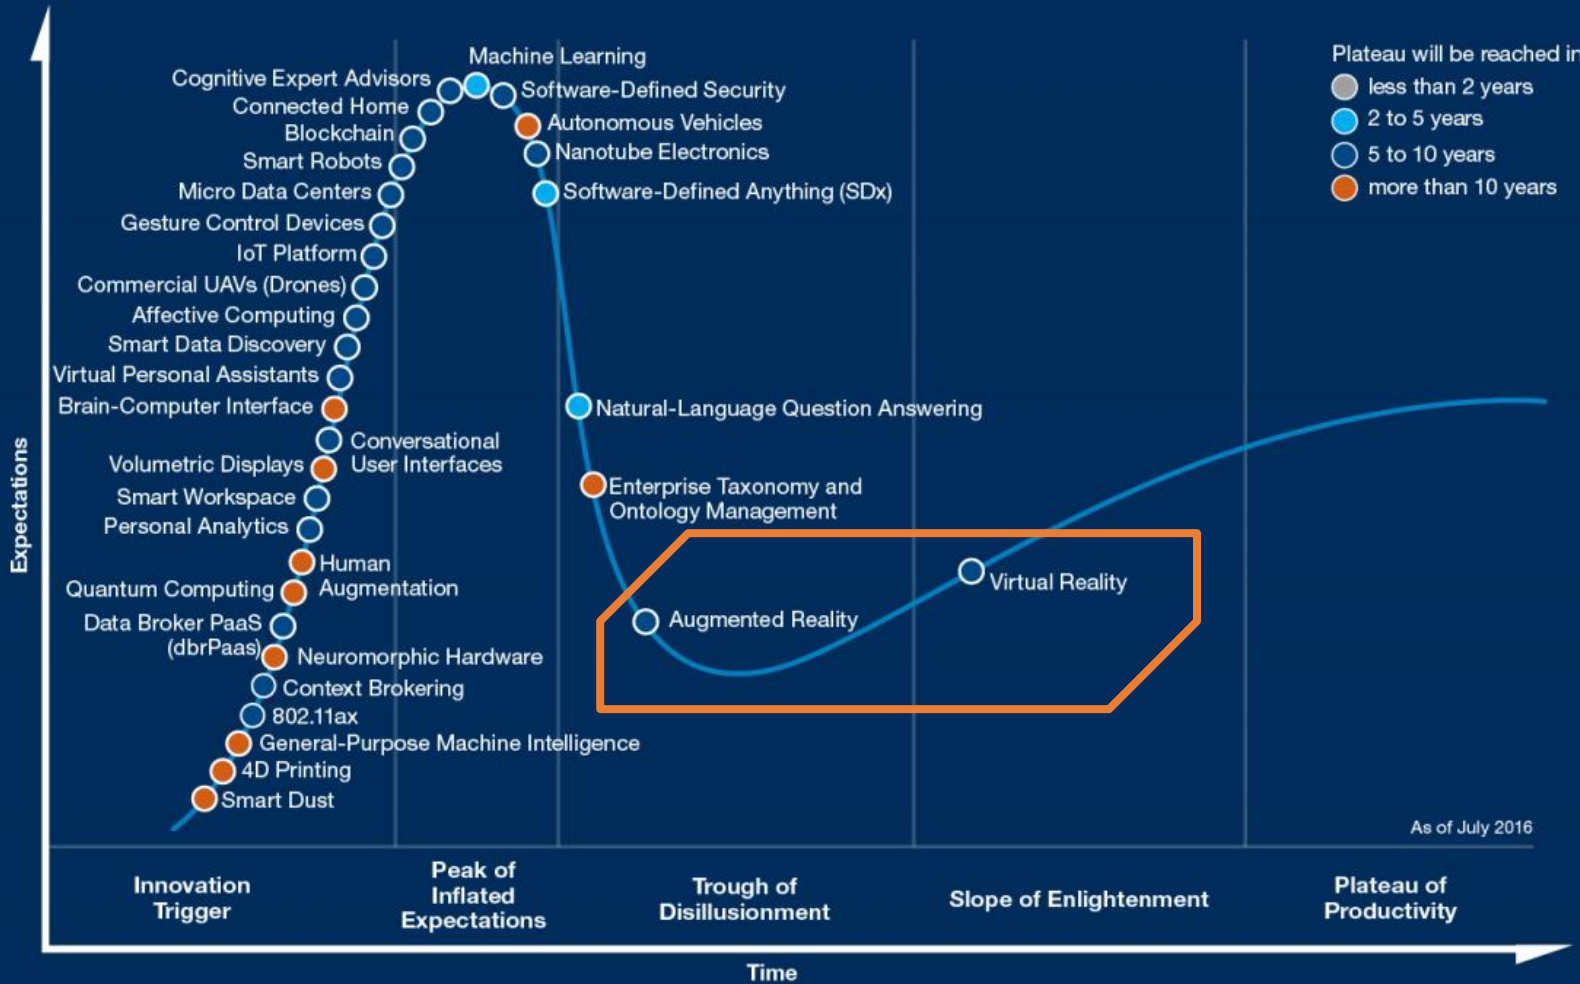 Machine Learning
Cognitive Expert Advisors
Software-Defined Security
Connected Home
Autonomous Vehicles
Blockchain
Nanotube Electronics
Smart Robots
Software-Defined Anything (SDx)
Micro Data Centers
Gesture Control Devices
IoT Platform
Commercial UAVs (Drones)
Affective Computing
Smart Data Discovery
Virtual Personal Assistants
Brain-Computer Interface
Natural-Language Question Answering
Conversational
User Interfaces
Volumetric Displays
Smart Workspace
Enterprise Taxonomy and
Ontology Management
Personal Analytics
Human
Augmentation
Quantum Computing
Data Broker PaaS
(dbrPaas)
Neuromorphic Hardware
Context Brokering
802.11ax
General-Purpose Machine Intelligence
4D Printing
Smart Dust
Augmented Reality
Virtual Reality
Plateau will be reached in
less than 2 years
2 to 5 years
5 to 10 years
more than 10 years
As of July 2016
Expectations
Innovation
Trigger
Peak of
Inflated
Expectations
Trough of
Disillusionment
Slope of Enlightenment
Plateau of
Productivity
Time